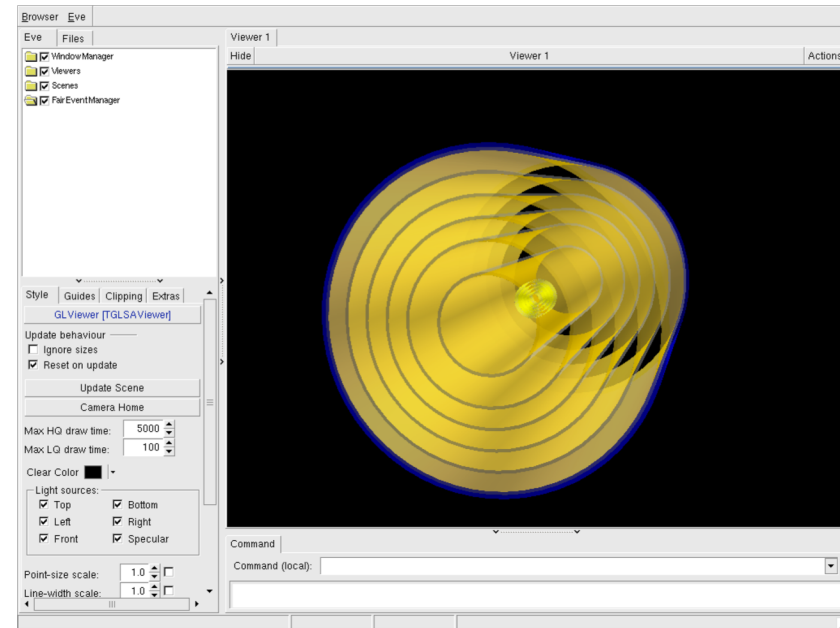 Browser Eve
Eve Files
WindowManager
Viewers
Scenes
FairEventManager
Style Guides Clipping Extras
GLViewer [TGLSAViewer]
Update behaviour
Ignore sizes
Reset on update
Update Scene
Camera Home
Max HQ draw time: 5000
Max LQ draw time: 100
Clear Color
Light sources:
Top Bottom
Left Right
Front Specular
Point-size scale: 1.0
Line-width scale: 1.0
Viewer 1
Hide Viewer 1 Actions
Command
Command (local):